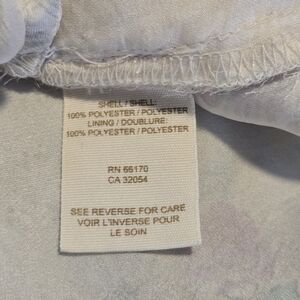 SHELL / SHELL:
100% POLYESTER / POLYESTER
LINING / DOUBLURE:
100% POLYESTER / POLYESTER
RN 66170
CA 32054
SEE REVERSE FOR CARE
VOIR L'INVERSE POUR
LE SOIN